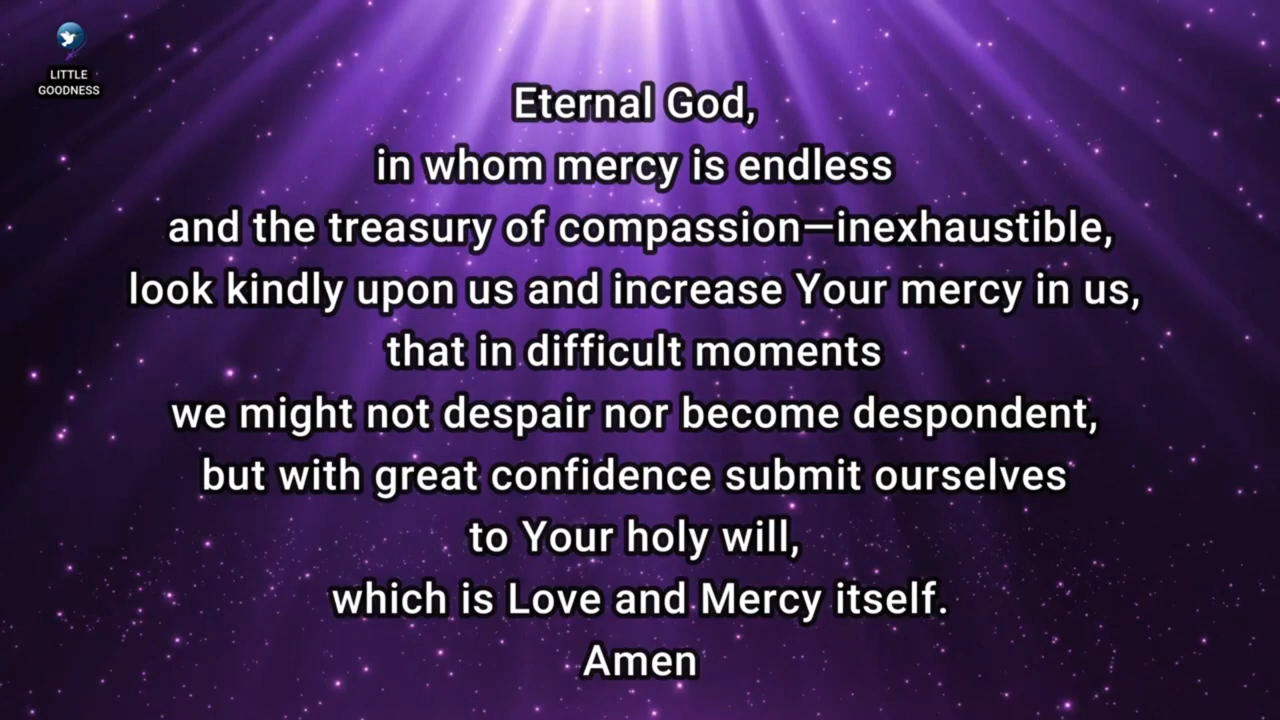 LITTLE
GOODNESS
Eternal God,
in whom mercy is endless
and the treasury of compassion—inexhaustible,
look kindly upon us and increase Your mercy in us,
that in difficult moments
we might not despair nor become despondent,
but with great confidence submit ourselves
to Your holy will,
which is Love and Mercy itself.
Amen